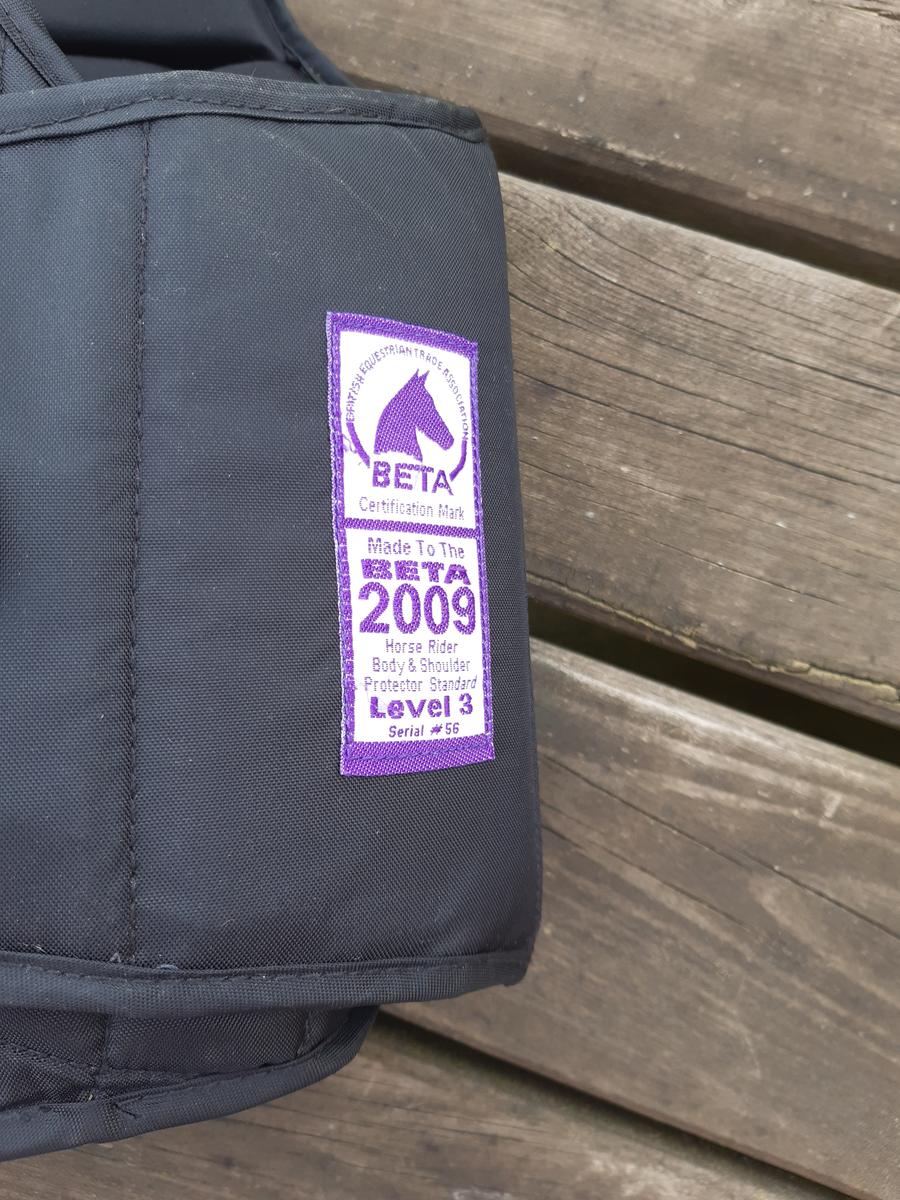 BRITISH EQUESTRIAN TRADE ASSOCIATION
BETA
Certification Mark
Made To The
BETA
2009
Horse Rider
Body & Shoulder
Protector Standard
Level 3
Serial #56